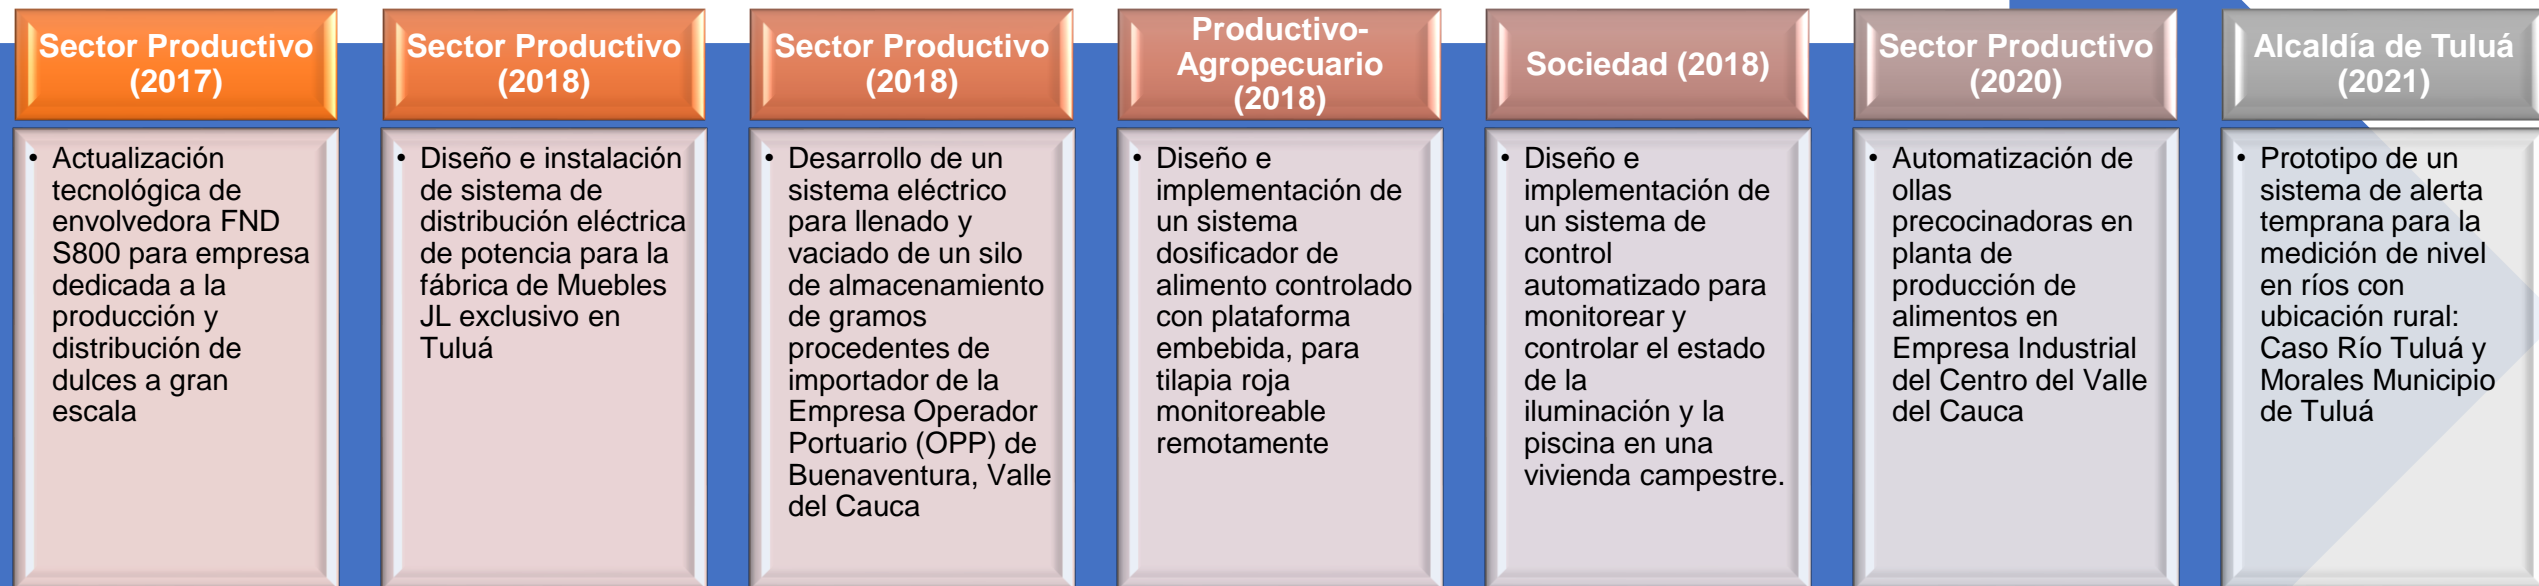 Sector Productivo
(2017)
• Actualización
tecnológica de
envolvedora FND
S800 para empresa
dedicada a la
producción y
distribución de
dulces a gran
escala
Sector Productivo
(2018)
• Diseño e instalación
de sistema de
distribución eléctrica
de potencia para la
fábrica de Muebles
JL exclusivo en
Tuluá
Sector Productivo
(2018)
• Desarrollo de un
sistema eléctrico
para llenado y
vaciado de un silo
de almacenamiento
de gramos
procedentes de
importador de la
Empresa Operador
Portuario (OPP) de
Buenaventura, Valle
del Cauca
Productivo-
Agropecuario
(2018)
• Diseño e
implementación de
un sistema
dosificador de
alimento controlado
con plataforma
embebida, para
tilapia roja
monitoreable
remotamente
Sociedad (2018)
• Diseño e
implementación de
un sistema de
control
automatizado para
monitorear y
controlar el estado
de la
iluminación y la
piscina en una
vivienda campestre.
Sector Productivo
(2020)
• Automatización de
ollas
precocinadoras en
planta de
producción de
alimentos en
Empresa Industrial
del Centro del Valle
del Cauca
Alcaldía de Tuluá
(2021)
• Prototipo de un
sistema de alerta
temprana para la
medición de nivel
en ríos con
ubicación rural:
Caso Río Tuluá y
Morales Municipio
de Tuluá